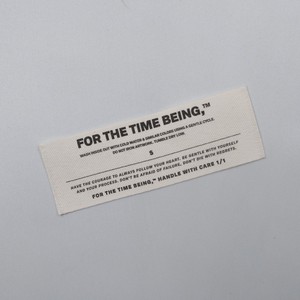 FOR THE TIME BEING,™
WASH INSIDE OUT WITH COLD WATER & SIMILAR COLORS USING A GENTLE CYCLE.
DO NOT IRON ARTWORK. TUMBLE DRY LOW.
S
HAVE THE COURAGE TO ALWAYS FOLLOW YOUR HEART. BE GENTLE WITH YOURSELF
AND YOUR PROCESS. DON'T BE AFRAID OF FAILURE. DON'T DIE WITH REGRETS.
FOR THE TIME BEING,™ HANDLE WITH CARE 1/1